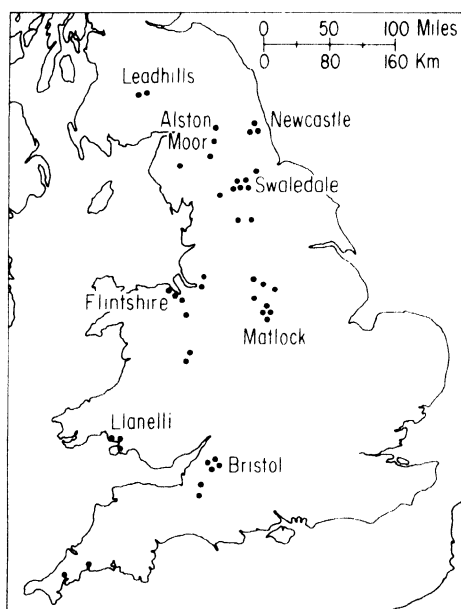 0 50 100 Miles
0 80 160 Km
Leadhills
Alston
Moor
Newcastle
Swaledale
Flintshire
Matlock
Llanelli
Bristol